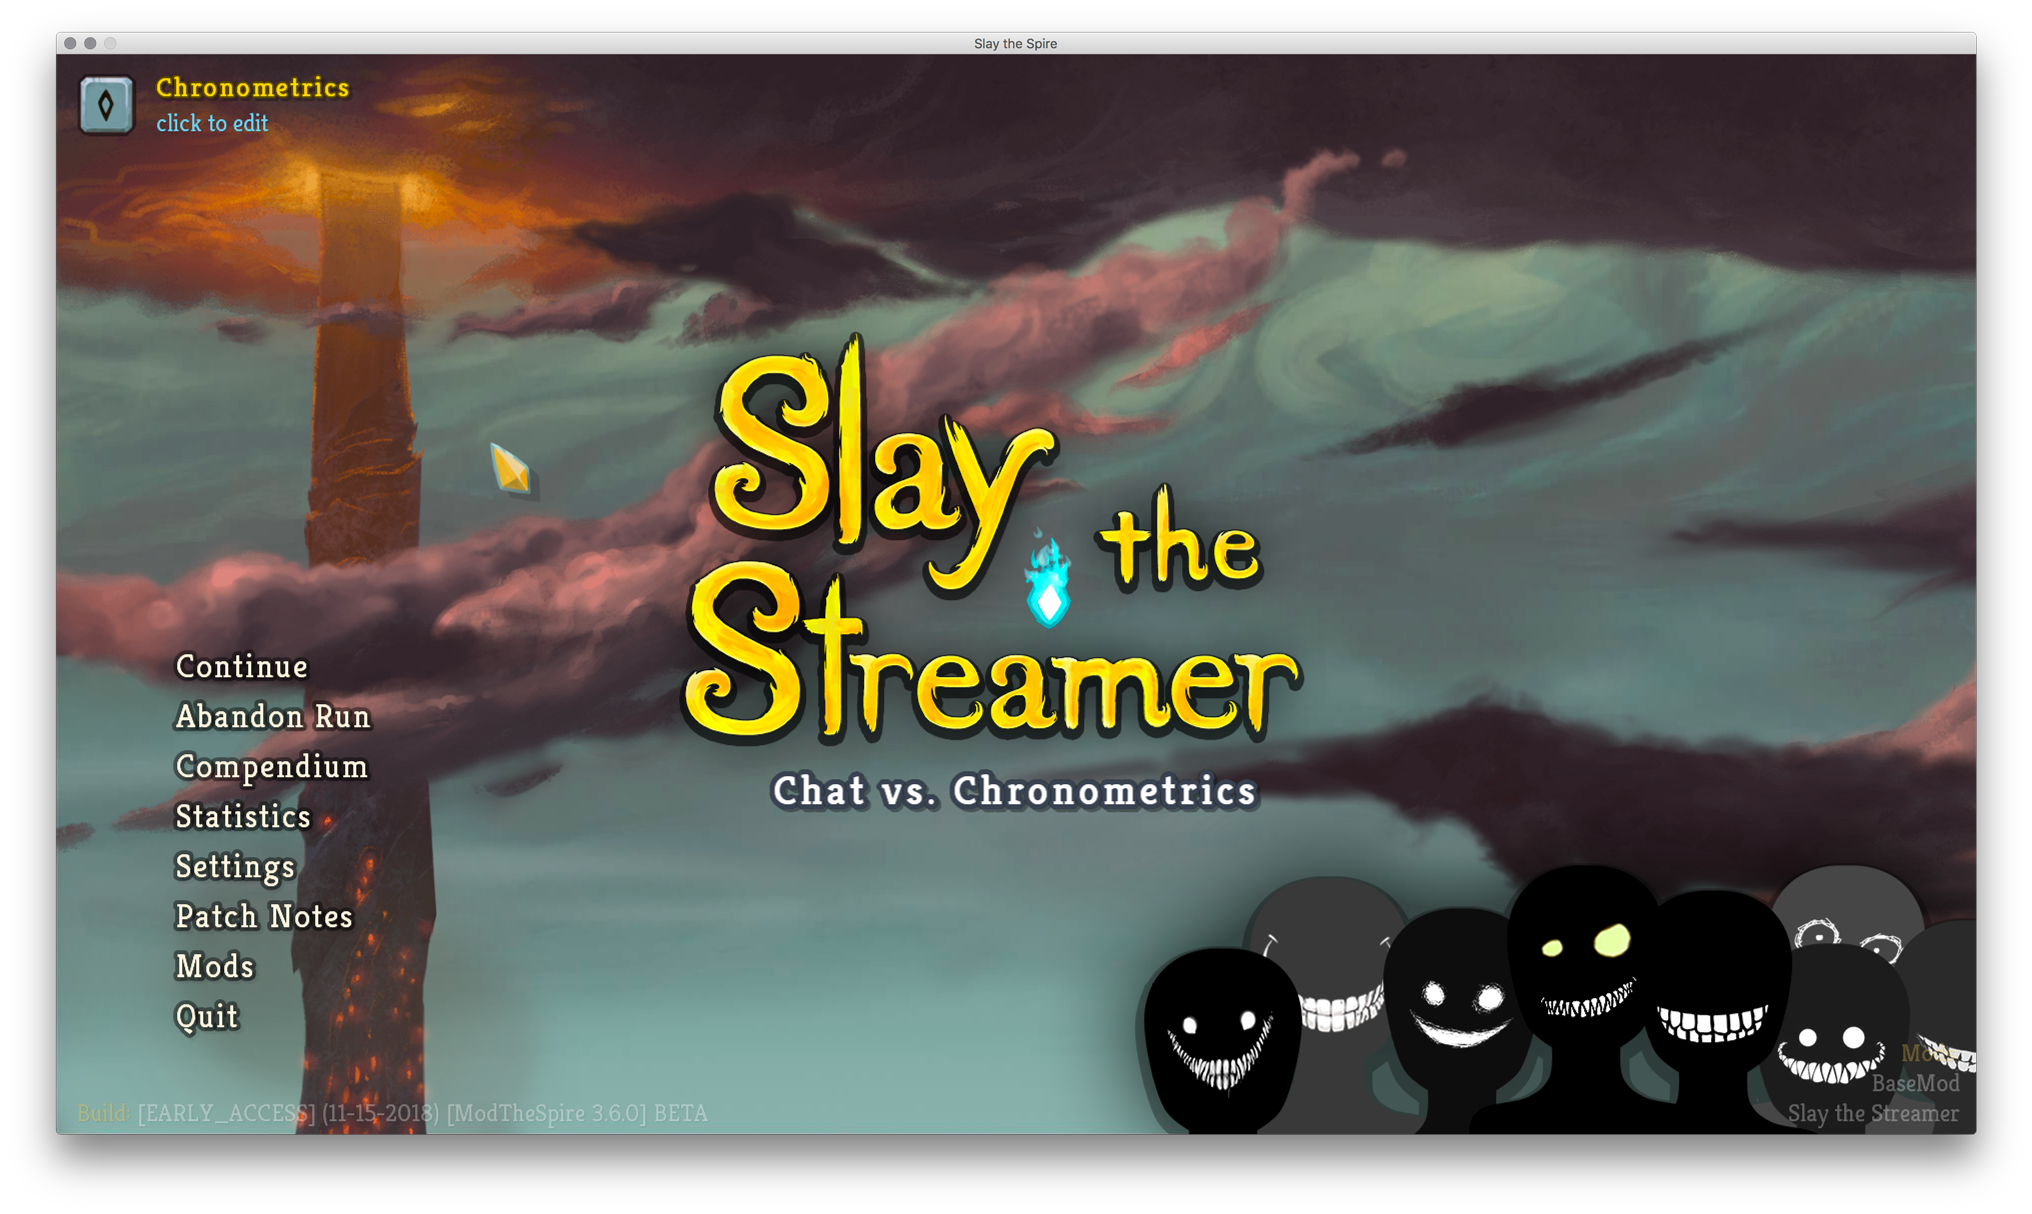 Slay the Spire
Chronometrics
click to edit
Slay
the
Streamer
Chat vs. Chronometrics
Continue
Abandon Run
Compendium
Statistics
Settings
Patch Notes
Mods
Quit
Build: [EARLY_ACCESS] (11-15-2018) [ModTheSpire 3.6.0] BETA
BaseMod
Slay the Streamer